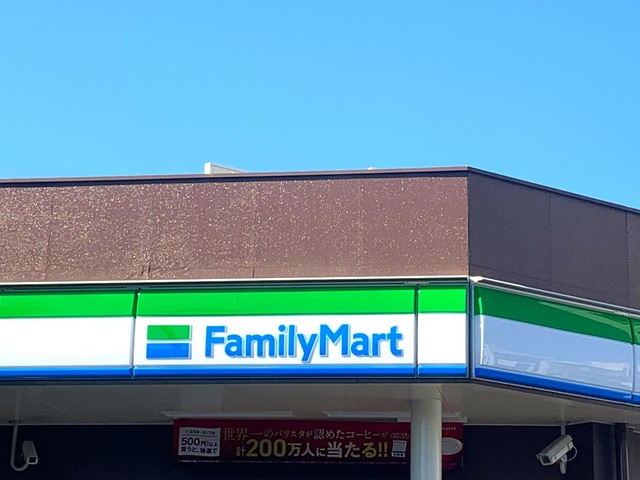 FamilyMart
500円以上
買うと、抽選で
世界一のバリスタが認めたコーヒーが
計200万人に当たる!!